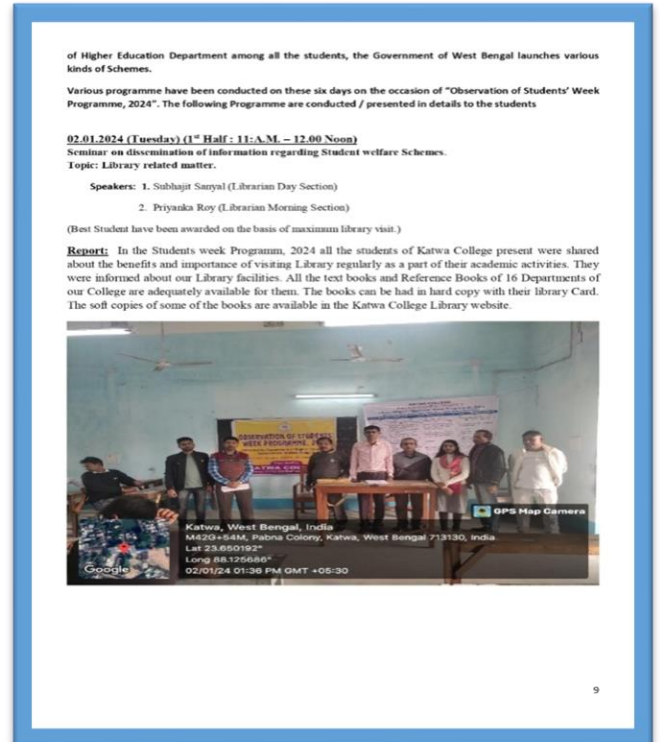 of Higher Education Department among all the students, the Government of West Bengal launches various
kinds of Schemes.
Various programme have been conducted on these six days on the occasion of "Observation of Students' Week
Programme, 2024". The following Programme are conducted / presented in details to the students
02.01.2024 (Tuesday) (1st Half : 11:A.M. – 12.00 Noon)
Seminar on dissemination of information regarding Student welfare Schemes.
Topic: Library related matter.
Speakers: 1. Subhajit Sanyal (Librarian Day Section)
2. Priyanka Roy (Librarian Morning Section)
(Best Student have been awarded on the basis of maximum library visit.)
Report: In the Students week Programm, 2024 all the students of Katwa College present were shared
about the benefits and importance of visiting Library regularly as a part of their academic activities. They
were informed about our Library facilities. All the text books and Reference Books of 16 Departments of
our College are adequately available for them. The books can be had in hard copy with their library Card.
The soft copies of some of the books are available in the Katwa College Library website.
OBSERVATION OF STUDENTS'
WEEK PROGRAMME, 
KATWA COL
GPS Map Camera
Katwa, West Bengal, India
M42G+54M, Pabna Colony, Katwa, West Bengal 713130, India
Lat 23.650192°
Long 88.125686°
02/01/24 01:36 PM GMT +05:30
Google
9